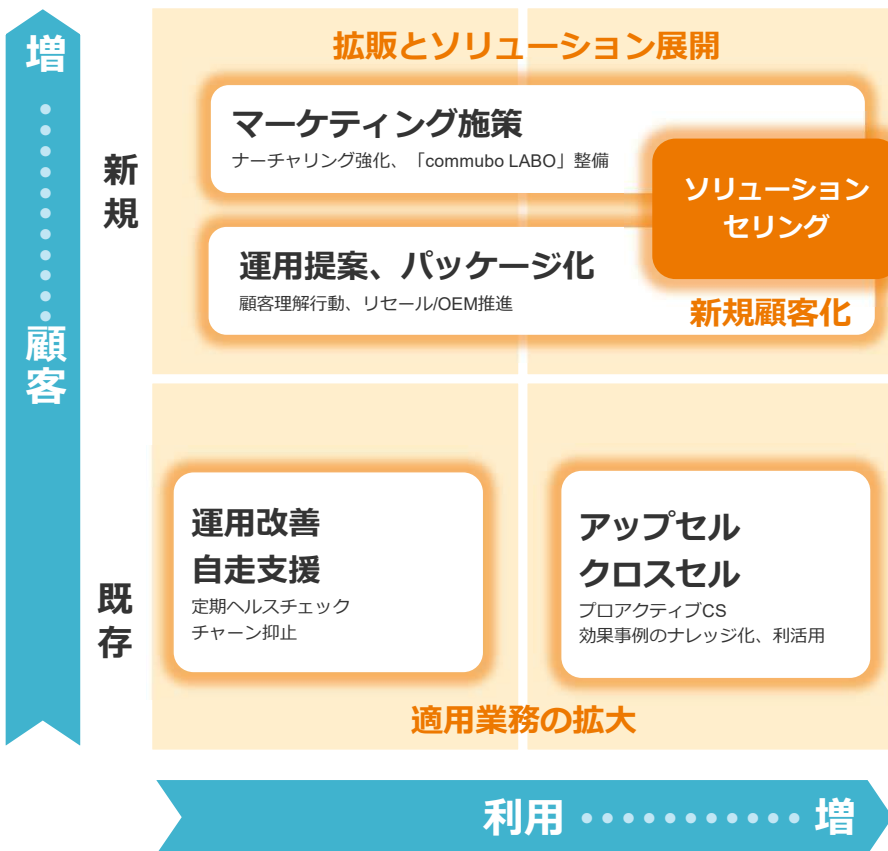 増
顧客
新規
既存
拡販とソリューション展開
マーケティング施策
ナーチャリング強化、「commubo LABO」整備
ソリューション
セリング
運用提案、パッケージ化
顧客理解行動、リセール/OEM推進
新規顧客化
運用改善
自走支援
定期ヘルスチェック
チャーン抑止
アップセル
クロスセル
プロアクティブCS
効果事例のナレッジ化、利活用
適用業務の拡大
利用 ・・・・・・・・・・・ 増